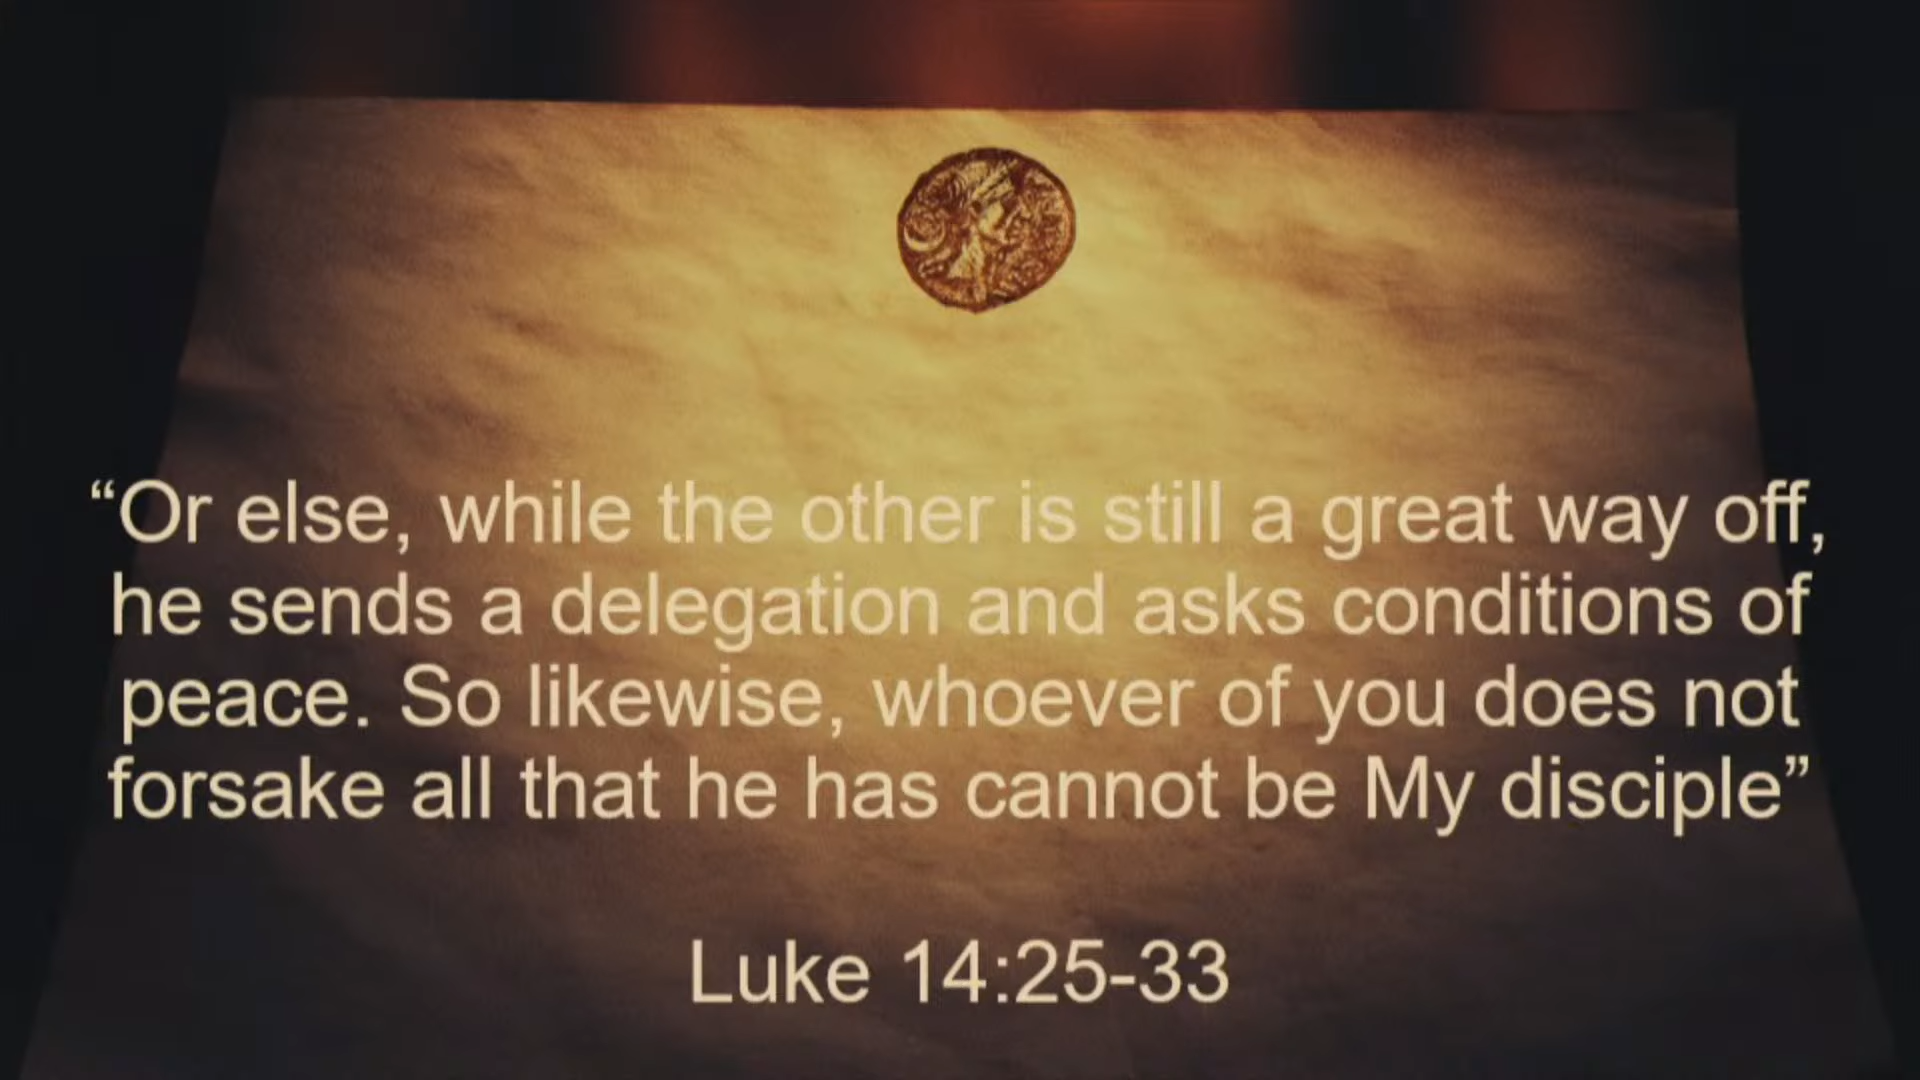 “Or else, while the other is still a great way off,
he sends a delegation and asks conditions of
peace. So likewise, whoever of you does not
forsake all that he has cannot be My disciple”
Luke 14:25-33